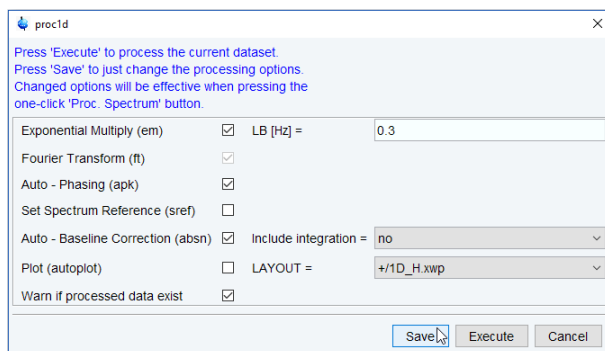 proc1d
Press 'Execute' to process the current dataset.
Press 'Save' to just change the processing options.
Changed options will be effective when pressing the
one-click 'Proc. Spectrum' button.
Exponential Multiply (em) LB [Hz] = 0.3
Fourier Transform (ft)
Auto - Phasing (apk)
Set Spectrum Reference (sref)
Auto - Baseline Correction (absn) Include integration = no
Plot (autoplot) LAYOUT = +/1D_H.xwp
Warn if processed data exist
Save Execute Cancel